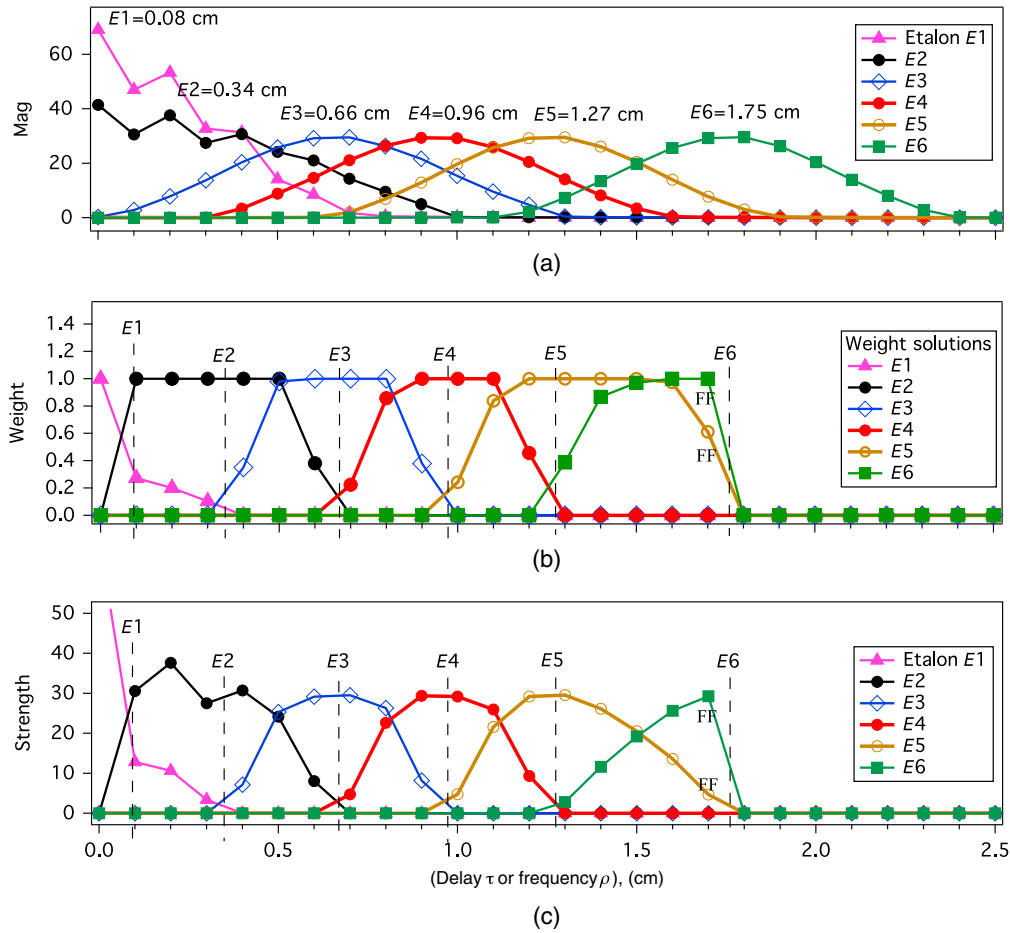 E1=0.08 cm
E2=0.34 cm
E3=0.66 cm
E4=0.96 cm
E5=1.27 cm
E6=1.75 cm
Etalon E1
E2
E3
E4
E5
E6
Mag
60
40
20
0
(a)
E1
E2
E3
E4
E5
E6
Weight solutions
E1
E2
E3
E4
E5
E6
FF
FF
Weight
1.4
1.2
1.0
0.8
0.6
0.4
0.2
0.0
(b)
E1
E2
E3
E4
E5
E6
Etalon E1
E2
E3
E4
E5
E6
FF
FF
Strength
50
40
30
20
10
0
0.0
0.5
1.0
1.5
2.0
2.5
(Delay τ or frequency ρ), (cm)
(c)